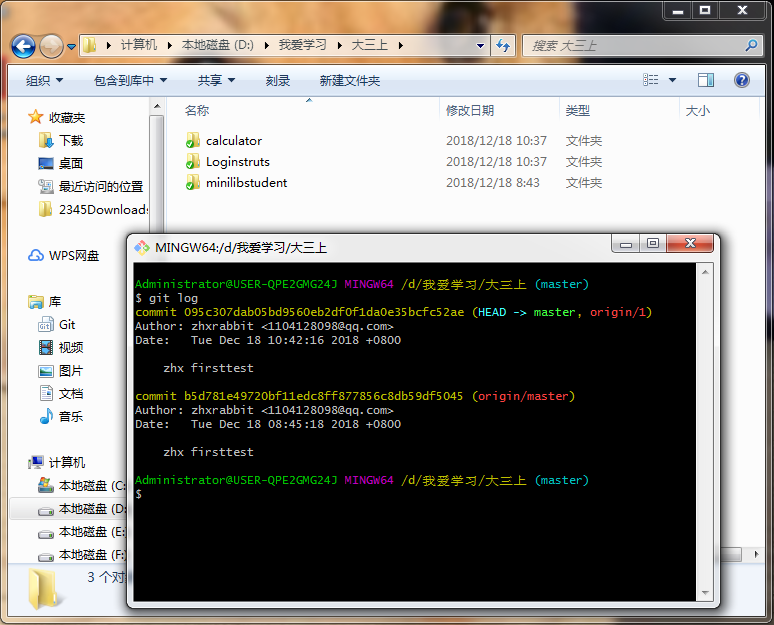 计算机 本地磁盘 (D:) 我爱学习 大三上
搜索 大三上
组织 包含到库中 共享 刻录 新建文件夹
名称 修改日期 类型 大小
收藏夹
下载
桌面
最近访问的位置
2345Downloads
calculator 2018/12/18 10:37 文件夹
Loginstruts 2018/12/18 10:37 文件夹
minilibstudent 2018/12/18 8:43 文件夹
WPS网盘
库
Git
视频
图片
文档
音乐
计算机
本地磁盘 (C:
本地磁盘 (D:
本地磁盘 (E:
本地磁盘 (F:
3 个对
MINGW64:/d/我爱学习/大三上
Administrator@USER-QPE2GMG24J MINGW64 /d/我爱学习/大三上 (master)
$ git log
commit 095c307dab05bd9560eb2df0f1da0e35bcfc52ae (HEAD -> master, origin/1)
Author: zhxrabbit <1104128098@qq.com>
Date:   Tue Dec 18 10:42:16 2018 +0800
zhx firsttest
commit b5d781e49720bf11edc8ff877856c8db59df5045 (origin/master)
Author: zhxrabbit <1104128098@qq.com>
Date:   Tue Dec 18 08:45:18 2018 +0800
zhx firsttest
Administrator@USER-QPE2GMG24J MINGW64 /d/我爱学习/大三上 (master)
$